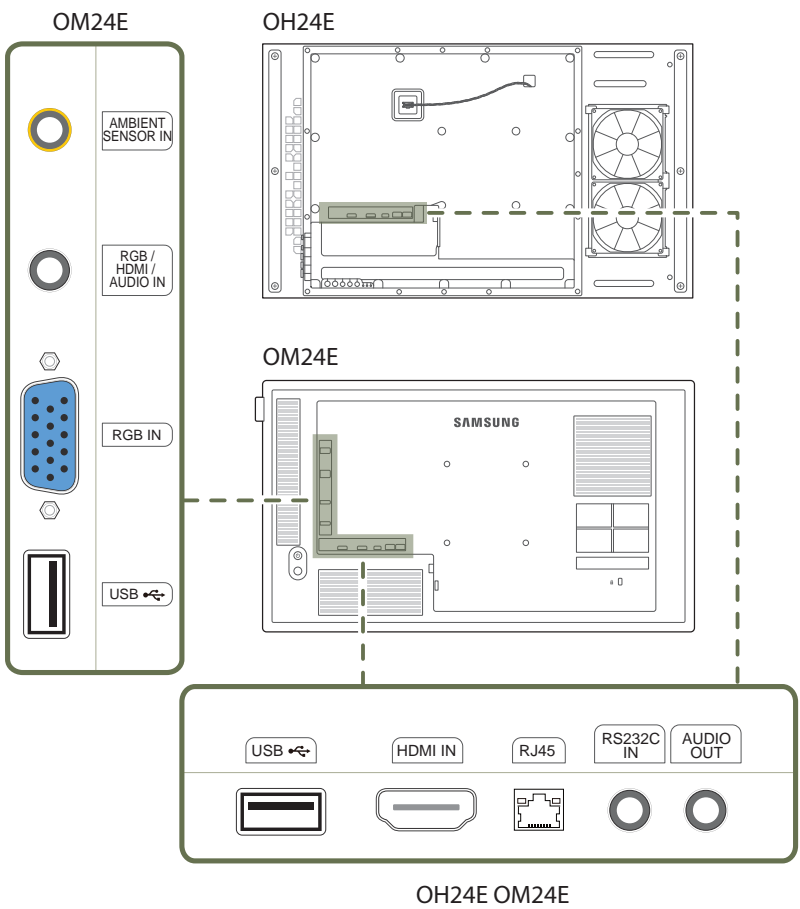 OM24E
AMBIENT
SENSOR IN
RGB /
HDMI /
AUDIO IN
RGB IN
USB
OH24E
OM24E
SAMSUNG
USB
HDMI IN
RJ45
RS232C
IN
AUDIO
OUT
OH24E OM24E